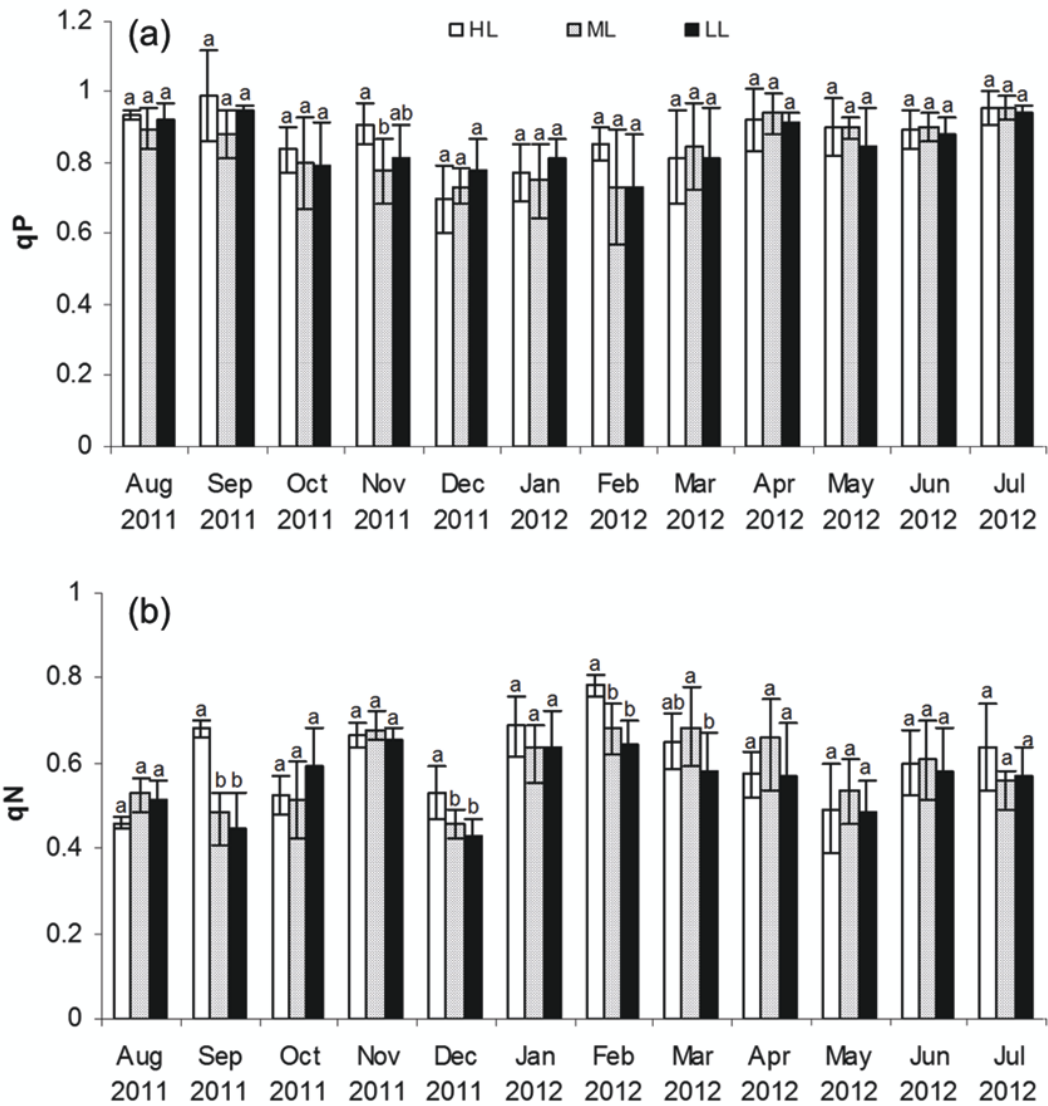 (a)
HL ML LL
qP
1.2
1
0.8
0.6
0.4
0.2
0
a a a a a a a a a a b ab a a a a a a a a a a a a a a a a a a a a a a a a
Aug Sep Oct Nov Dec Jan Feb Mar Apr May Jun Jul
2011 2011 2011 2011 2011 2012 2012 2012 2012 2012 2012 2012
(b)
qN
1
0.8
0.6
0.4
0.2
0
a a a a b b a a a a a a a b b a a a a b b ab a b a a a a a a a a a a a a
Aug Sep Oct Nov Dec Jan Feb Mar Apr May Jun Jul
2011 2011 2011 2011 2011 2012 2012 2012 2012 2012 2012 2012